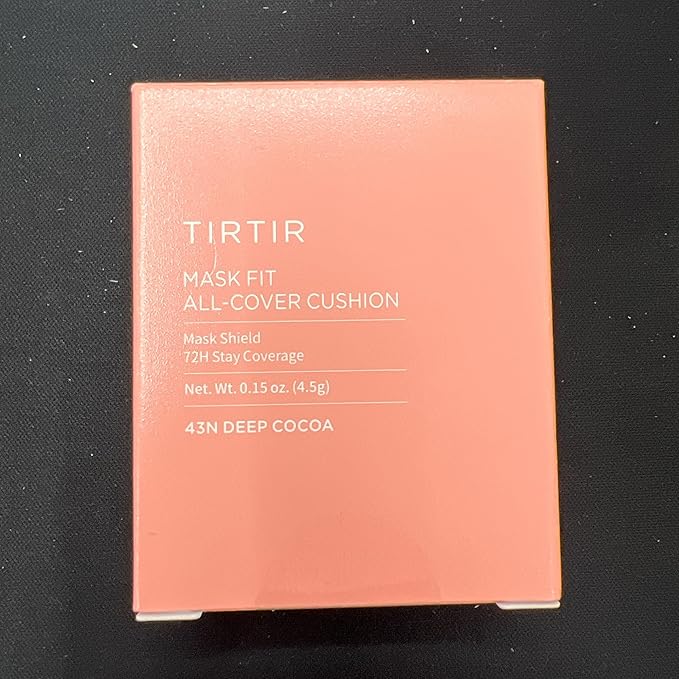 TIRTIR
MASK FIT
ALL-COVER CUSHION
Mask Shield
72H Stay Coverage
Net. Wt. 0.15 oz. (4.5g)
43N DEEP COCOA